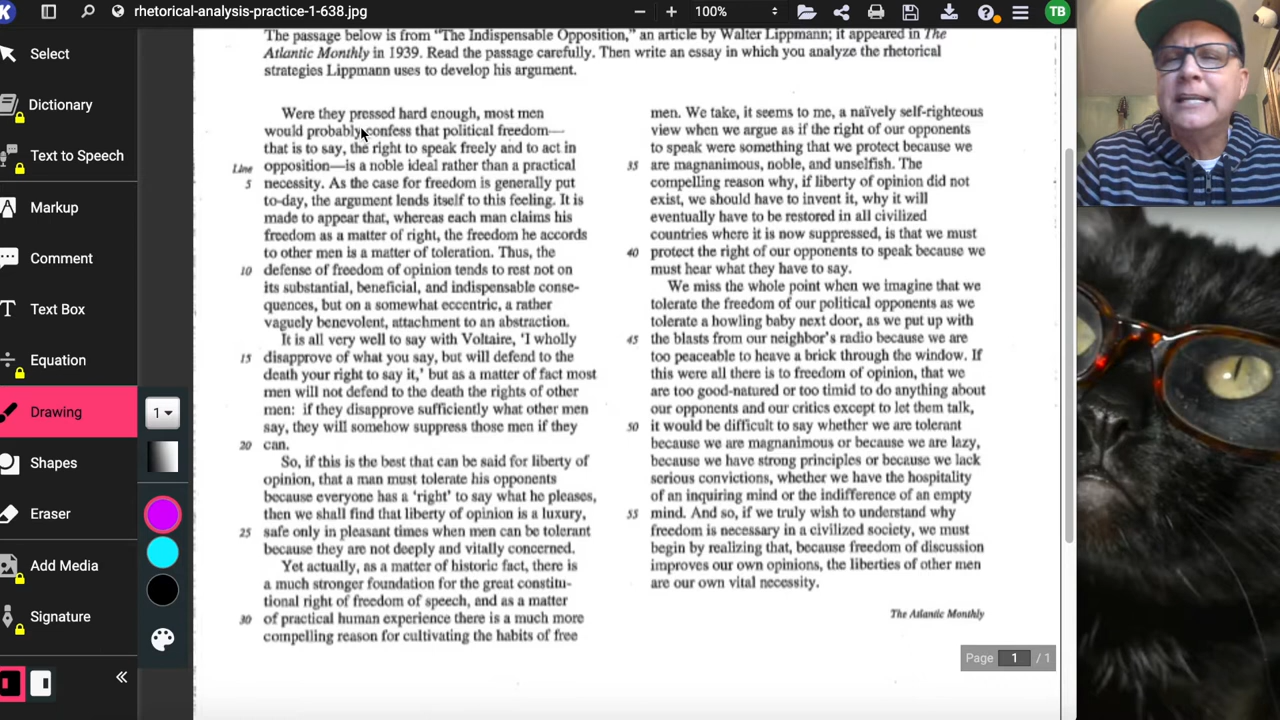 rhetorical-analysis-practice-1-638.jpg
100%
TB
Select
Dictionary
Text to Speech
Markup
Comment
Text Box
Equation
Drawing
1
Shapes
Eraser
Add Media
Signature
The passage below is from "The Indispensable Opposition," an article by Walter Lippmann; it appeared in The
Atlantic Monthly in 1939. Read the passage carefully. Then write an essay in which you analyze the rhetorical
strategies Lippmann uses to develop his argument.
Were they pressed hard enough, most men
would probably confess that political freedom—
that is to say, the right to speak freely and to act in
Line
opposition—is a noble ideal rather than a practical
5 necessity. As the case for freedom is generally put
to-day, the argument lends itself to this feeling. It is
made to appear that, whereas each man claims his
freedom as a matter of right, the freedom he accords
to other men is a matter of toleration. Thus, the
10 defense of freedom of opinion tends to rest not on
its substantial, beneficial, and indispensable conse-
quences, but on a somewhat eccentric, a rather
vaguely benevolent, attachment to an abstraction.
It is all very well to say with Voltaire, 'I wholly
15 disapprove of what you say, but will defend to the
death your right to say it,' but as a matter of fact most
men will not defend to the death the rights of other
men: if they disapprove sufficiently what other men
say, they will somehow suppress those men if they
20 can.
So, if this is the best that can be said for liberty of
opinion, that a man must tolerate his opponents
because everyone has a 'right' to say what he pleases,
then we shall find that liberty of opinion is a luxury,
25 safe only in pleasant times when men can be tolerant
because they are not deeply and vitally concerned.
Yet actually, as a matter of historic fact, there is
a much stronger foundation for the great constitu-
tional right of freedom of speech, and as a matter
30 of practical human experience there is a much more
compelling reason for cultivating the habits of free
men. We take, it seems to me, a naïvely self-righteous
view when we argue as if the right of our opponents
to speak were something that we protect because we
35 are magnanimous, noble, and unselfish. The
compelling reason why, if liberty of opinion did not
exist, we should have to invent it, why it will
eventually have to be restored in all civilized
countries where it is now suppressed, is that we must
40 protect the right of our opponents to speak because we
must hear what they have to say.
We miss the whole point when we imagine that we
tolerate the freedom of our political opponents as we
tolerate a howling baby next door, as we put up with
45 the blasts from our neighbor's radio because we are
too peaceable to heave a brick through the window. If
this were all there is to freedom of opinion, that we
are too good-natured or too timid to do anything about
our opponents and our critics except to let them talk,
50 it would be difficult to say whether we are tolerant
because we are magnanimous or because we are lazy,
because we have strong principles or because we lack
serious convictions, whether we have the hospitality
of an inquiring mind or the indifference of an empty
55 mind. And so, if we truly wish to understand why
freedom is necessary in a civilized society, we must
begin by realizing that, because freedom of discussion
improves our own opinions, the liberties of other men
are our own vital necessity.
The Atlantic Monthly
Page 1 / 1